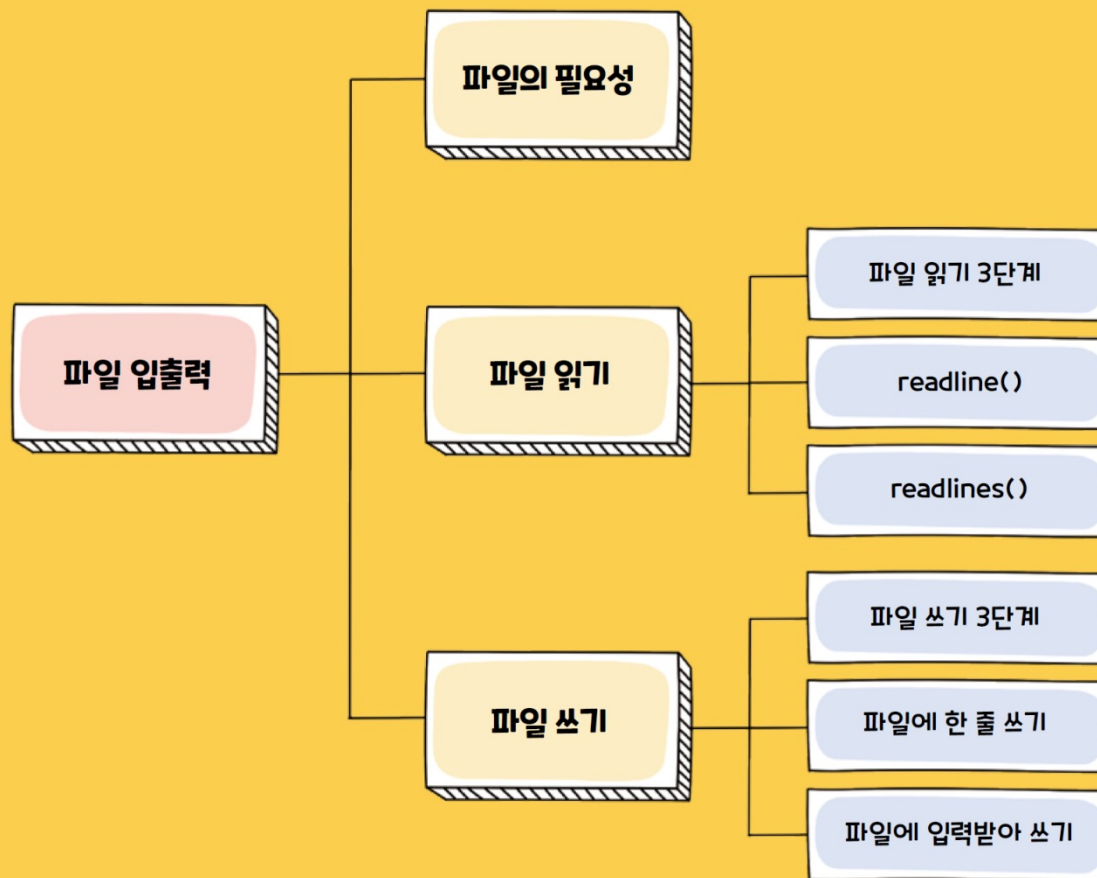 파일 입출력
파일의 필요성
파일 읽기
파일 읽기 3단계
readline()
readlines()
파일 쓰기
파일 쓰기 3단계
파일에 한 줄 쓰기
파일에 입력받아 쓰기